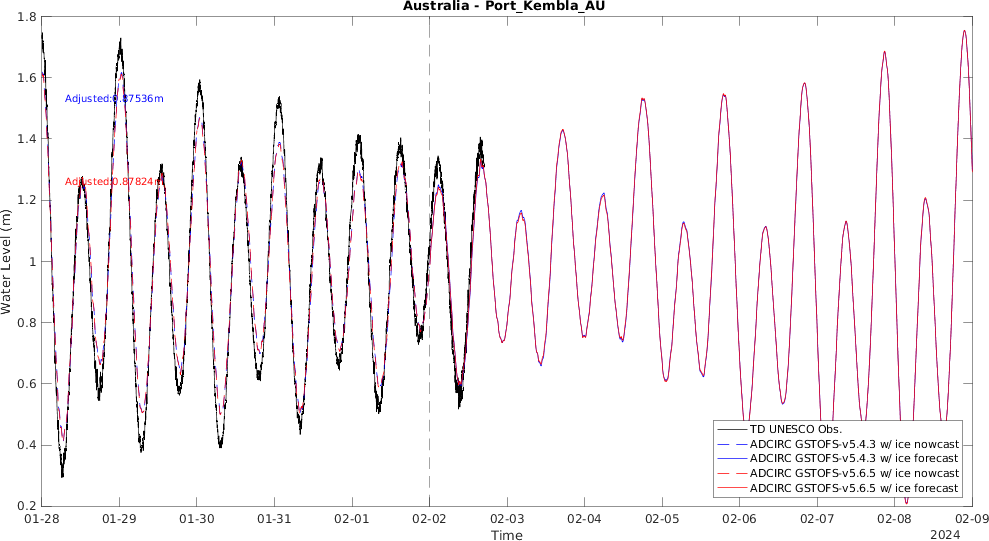 Australia - Port_Kembla_AU
1.8
1.6
1.4
1.2
1
0.8
0.6
0.4
0.2
Water Level (m)
Adjusted:0.87536m
Adjusted:0.87824m
TD UNESCO Obs.
ADCIRC GSTOFS-v5.4.3 w/ ice nowcast
ADCIRC GSTOFS-v5.4.3 w/ ice forecast
ADCIRC GSTOFS-v5.6.5 w/ ice nowcast
ADCIRC GSTOFS-v5.6.5 w/ ice forecast
01-28 01-29 01-30 01-31 02-01 02-02 02-03 02-04 02-05 02-06 02-07 02-08 02-09
Time
2024